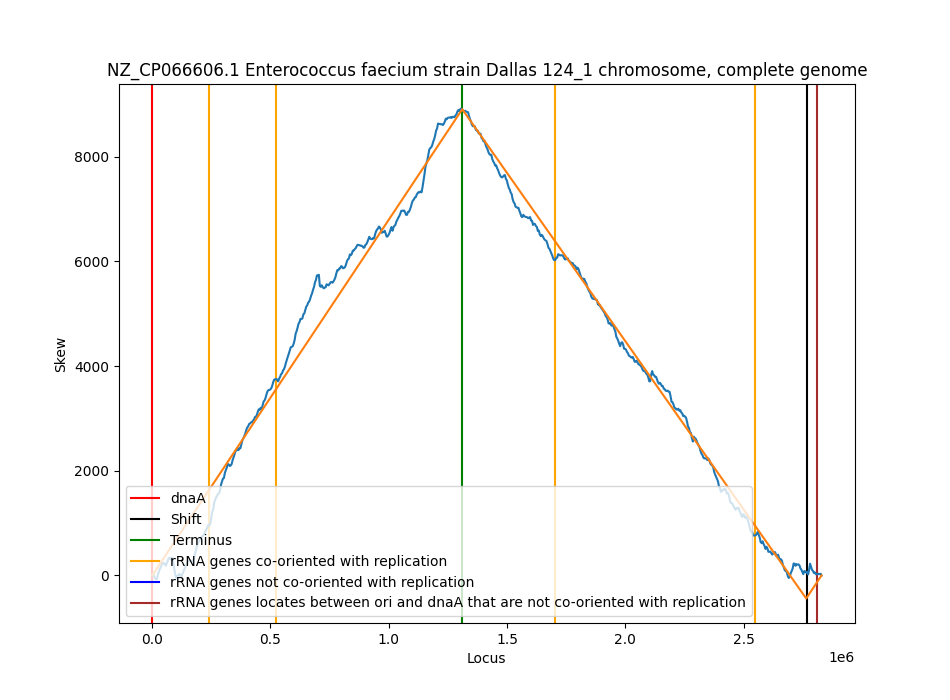 NZ_CP066606.1 Enterococcus faecium strain Dallas 124_1 chromosome, complete genome
Skew
8000
6000
4000
2000
0
dnaA
Shift
Terminus
rRNA genes co-oriented with replication
rRNA genes not co-oriented with replication
rRNA genes locates between ori and dnaA that are not co-oriented with replication
0.0 0.5 1.0 1.5 2.0 2.5
1e6
Locus